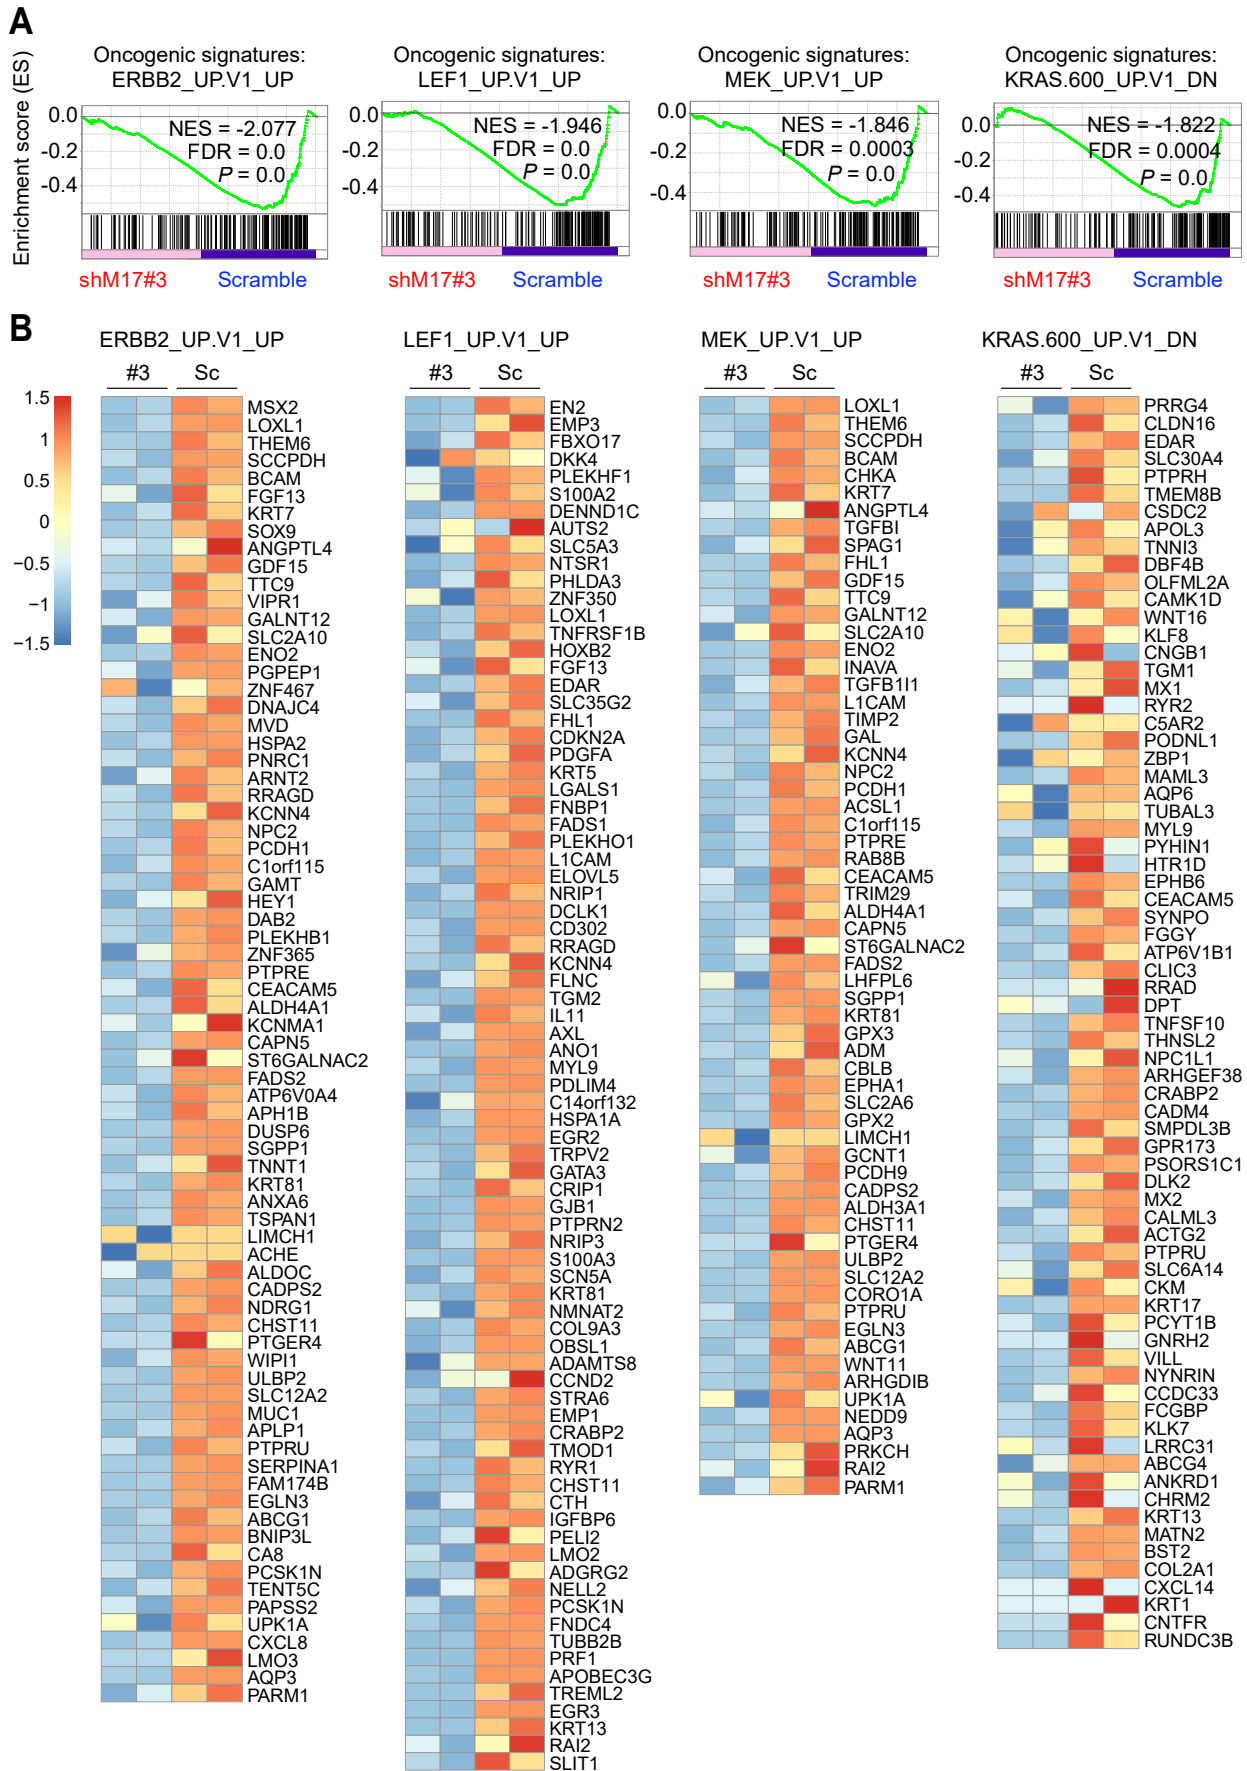 A
Enrichment score (ES)
Oncogenic signatures:
ERBB2_UP.V1_UP
0.0
-0.2
-0.4
NES = -2.077
FDR = 0.0
P = 0.0
shM17#3
Scramble
Oncogenic signatures:
LEF1_UP.V1_UP
0.0
-0.2
-0.4
NES = -1.946
FDR = 0.0
P = 0.0
shM17#3
Scramble
Oncogenic signatures:
MEK_UP.V1_UP
0.0
-0.2
-0.4
NES = -1.846
FDR = 0.0003
P = 0.0
shM17#3
Scramble
Oncogenic signatures:
KRAS.600_UP.V1_DN
0.0
-0.2
-0.4
NES = -1.822
FDR = 0.0004
P = 0.0
shM17#3
Scramble
B
1.5
1
0.5
0
−0.5
−1
−1.5
ERBB2_UP.V1_UP
#3
Sc
MSX2
LOXL1
THEM6
SCCPDH
BCAM
FGF13
KRT7
SOX9
ANGPTL4
GDF15
TTC9
VIPR1
GALNT12
SLC2A10
ENO2
PGPEP1
ZNF467
DNAJC4
MVD
HSPA2
PNRC1
ARNT2
RRAGD
KCNN4
NPC2
PCDH1
C1orf115
GAMT
HEY1
DAB2
PLEKHB1
ZNF365
PTPRE
CEACAM5
ALDH4A1
KCNMA1
CAPN5
ST6GALNAC2
FADS2
ATP6V0A4
APH1B
DUSP6
SGPP1
TNNT1
KRT81
ANXA6
TSPAN1
LIMCH1
ACHE
ALDOC
CADPS2
NDRG1
CHST11
PTGER4
WIPI1
ULBP2
SLC12A2
MUC1
APLP1
PTPRU
SERPINA1
FAM174B
EGLN3
ABCG1
BNIP3L
CA8
PCSK1N
TENT5C
PAPSS2
UPK1A
CXCL8
LMO3
AQP3
PARM1
LEF1_UP.V1_UP
#3
Sc
EN2
EMP3
FBXO17
DKK4
PLEKHF1
S100A2
DENND1C
AUTS2
SLC5A3
NTSR1
PHLDA3
ZNF350
LOXL1
TNFRSF1B
HOXB2
FGF13
EDAR
SLC35G2
FHL1
CDKN2A
PDGFA
KRT5
LGALS1
FNBP1
FADS1
PLEKHO1
L1CAM
ELOVL5
NRIP1
DCLK1
CD302
RRAGD
KCNN4
FLNC
TGM2
IL11
AXL
ANO1
MYL9
PDLIM4
C14orf132
HSPA1A
EGR2
TRPV2
GATA3
CRIP1
GJB1
PTPRN2
NRIP3
S100A3
SCN5A
KRT81
NMNAT2
COL9A3
OBSL1
ADAMTS8
CCND2
STRA6
EMP1
CRABP2
TMOD1
RYR1
CHST11
CTH
IGFBP6
PELI2
LMO2
ADGRG2
NELL2
PCSK1N
FNDC4
TUBB2B
PRF1
APOBEC3G
TREML2
EGR3
KRT13
RAI2
SLIT1
MEK_UP.V1_UP
#3
Sc
LOXL1
THEM6
SCCPDH
BCAM
CHKA
KRT7
ANGPTL4
TGFBI
SPAG1
FHL1
GDF15
TTC9
GALNT12
SLC2A10
ENO2
INAVA
TGFB1I1
L1CAM
TIMP2
GAL
KCNN4
NPC2
PCDH1
ACSL1
C1orf115
PTPRE
RAB8B
CEACAM5
TRIM29
ALDH4A1
CAPN5
ST6GALNAC2
FADS2
LHFPL6
SGPP1
KRT81
GPX3
ADM
CBLB
EPHA1
SLC2A6
GPX2
LIMCH1
GCNT1
PCDH9
CADPS2
ALDH3A1
CHST11
PTGER4
ULBP2
SLC12A2
CORO1A
PTPRU
EGLN3
ABCG1
WNT11
ARHGDIB
UPK1A
NEDD9
AQP3
PRKCH
RAI2
PARM1
KRAS.600_UP.V1_DN
#3
Sc
PRRG4
CLDN16
EDAR
SLC30A4
PTPRH
TMEM8B
CSDC2
APOL3
TNNI3
DBF4B
OLFML2A
CAMK1D
WNT16
KLF8
CNGB1
TGM1
MX1
RYR2
C5AR2
PODNL1
ZBP1
MAML3
AQP6
TUBAL3
MYL9
PYHIN1
HTR1D
EPHB6
CEACAM5
SYNPO
FGGY
ATP6V1B1
CLIC3
RRAD
DPT
TNFSF10
THNSL2
NPC1L1
ARHGEF38
CRABP2
CADM4
SMPDL3B
GPR173
PSORS1C1
DLK2
MX2
CALML3
ACTG2
PTPRU
SLC6A14
CKM
KRT17
PCYT1B
GNRH2
VILL
NYNRIN
CCDC33
FCGBP
KLK7
LRRC31
ABCG4
ANKRD1
CHRM2
KRT13
MATN2
BST2
COL2A1
CXCL14
KRT1
CNTFR
RUNDC3B